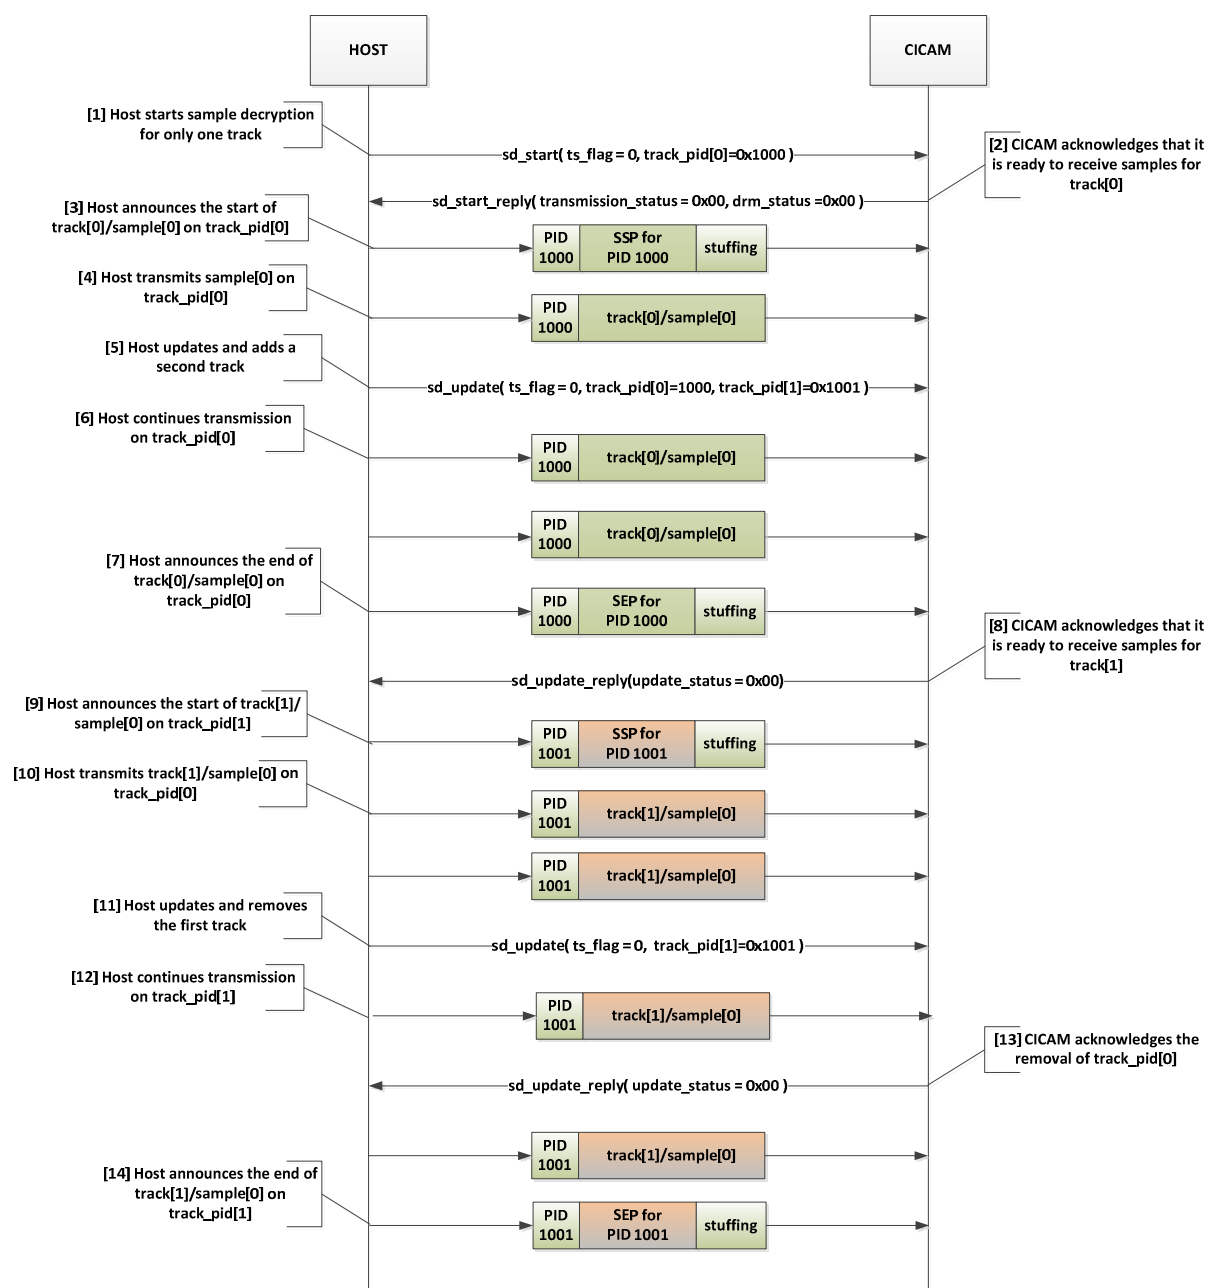 HOST
CICAM
[1] Host starts sample decryption
for only one track
sd_start( ts_flag = 0, track_pid[0]=0x1000 )
[2] CICAM acknowledges that it
is ready to receive samples for
track[0]
sd_start_reply( transmission_status = 0x00, drm_status =0x00 )
[3] Host announces the start of
track[0]/sample[0] on track_pid[0]
PID
1000
SSP for
PID 1000
stuffing
[4] Host transmits sample[0] on
track_pid[0]
PID
1000
track[0]/sample[0]
[5] Host updates and adds a
second track
sd_update( ts_flag = 0, track_pid[0]=1000, track_pid[1]=0x1001 )
[6] Host continues transmission
on track_pid[0]
PID
1000
track[0]/sample[0]
PID
1000
track[0]/sample[0]
[7] Host announces the end of
track[0]/sample[0] on
track_pid[0]
PID
1000
SEP for
PID 1000
stuffing
[8] CICAM acknowledges that it
is ready to receive samples for
track[1]
sd_update_reply(update_status = 0x00)
[9] Host announces the start of track[1]/
sample[0] on track_pid[1]
PID
1001
SSP for
PID 1001
stuffing
[10] Host transmits track[1]/sample[0] on
track_pid[0]
PID
1001
track[1]/sample[0]
PID
1001
track[1]/sample[0]
[11] Host updates and removes
the first track
sd_update( ts_flag = 0,  track_pid[1]=0x1001 )
[12] Host continues transmission
on track_pid[1]
PID
1001
track[1]/sample[0]
[13] CICAM acknowledges the
removal of track_pid[0]
sd_update_reply( update_status = 0x00 )
PID
1001
track[1]/sample[0]
[14] Host announces the end of
track[1]/sample[0] on
track_pid[1]
PID
1001
SEP for
PID 1001
stuffing